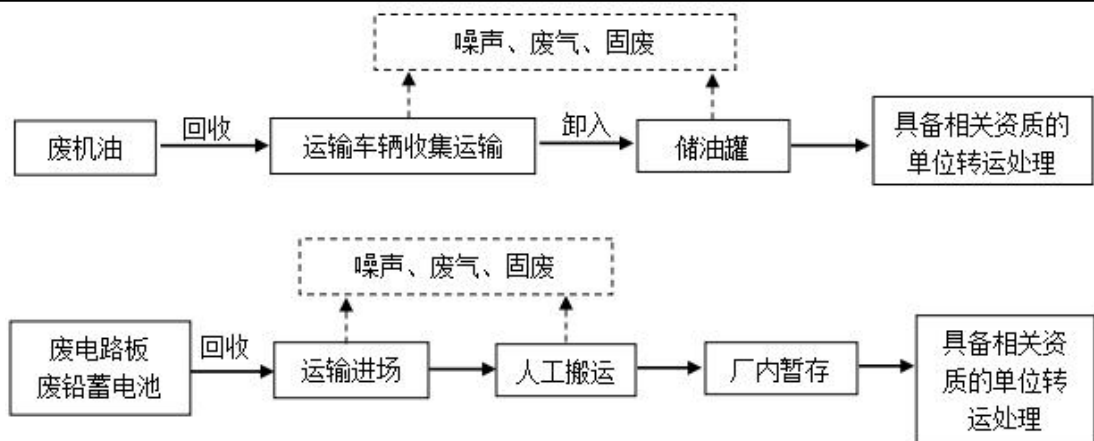 噪声、废气、固废
废机油
回收
运输车辆收集运输
卸入
储油罐
具备相关资质的
单位转运处理
噪声、废气、固废
废电路板
废铅蓄电池
回收
运输进场
人工搬运
厂内暂存
具备相关资
质的单位转
运处理